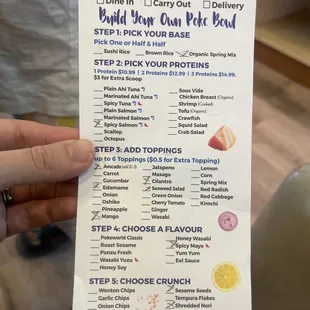 Dine In Carry Out Delivery
Build Your Own Poke Bowl
STEP 1: PICK YOUR BASE
Pick One or Half & Half
Sushi Rice Brown Rice Organic Spring Mix
STEP 2: PICK YOUR PROTEINS
1 Protein $10.99 | 2 Proteins $12.99 | 3 Proteins $14.99,
$3 for Extra Scoop
Plain Ahi Tuna Sous Vide
Marinated Ahi Tuna Chicken Breast (Organic)
Spicy Tuna Shrimp (Cooked)
Plain Salmon Tofu (Organic)
Marinated Salmon Crawfish
Spicy Salmon Squid Salad
Scallop Crab Salad
Octopus
STEP 3: ADD TOPPINGS
up to 6 Toppings ($0.5 for Extra Topping)
Avocado Jalapeno Lemon
Carrot Masago Corn
Cucumber Cilantro Spring Mix
Edamame Seaweed Salad Red Radish
Onion Green Onion Red Cabbage
Oshiko Cherry Tomato Kimchi
Pineapple Ginger
Mango Wasabi
STEP 4: CHOOSE A FLAVOUR
Pokeworld Classic Honey Wasabi
Roast Sesame Spicy Mayo
Ponzu Fresh Yum Yum
Wasabi Yuzu Eel Sauce
Honey Soy
STEP 5: CHOOSE CRUNCH
Wonton Chips Sesame Seeds
Garlic Chips Tempura Flakes
Onion Chips Shredded Nori